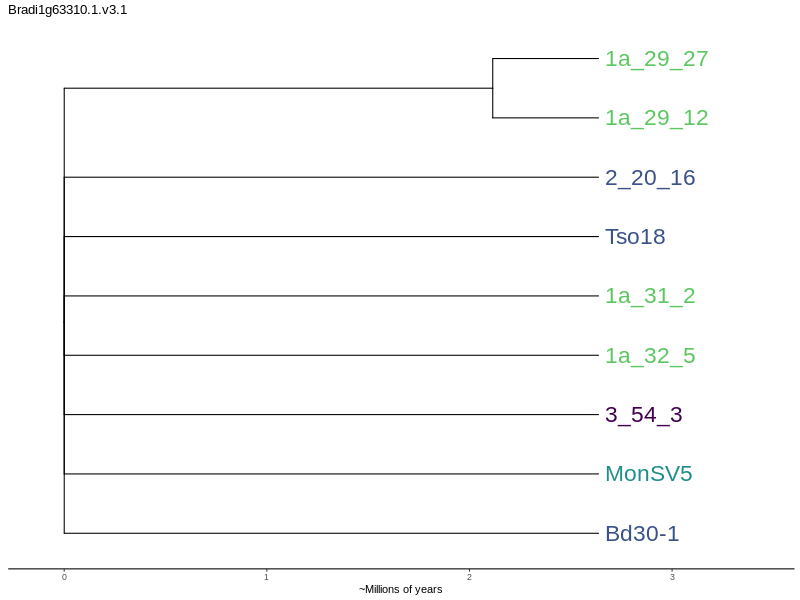 Bradi1g63310.1.v3.1
1a_29_27
1a_29_12
2_20_16
Tso18
1a_31_2
1a_32_5
3_54_3
MonSV5
Bd30-1
0 1 2 3
~Millions of years